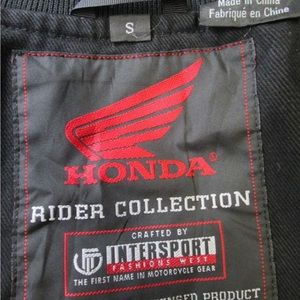 S
Made in China
Fabriqué en Chine
HONDA
RIDER COLLECTION
CRAFTED BY
INTERSPORT
FASHIONS WEST
THE FIRST NAME IN MOTORCYCLE GEAR
PRODUCT